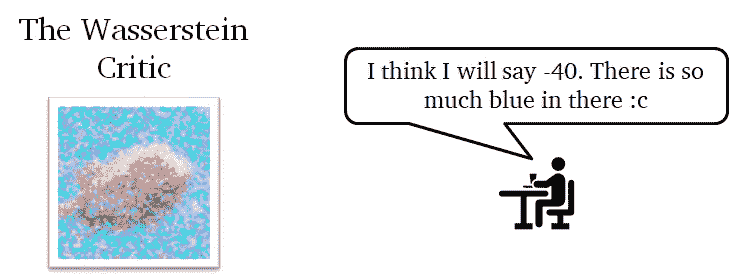 The Wasserstein
Critic
I think I will say -40. There is so
much blue in there :c